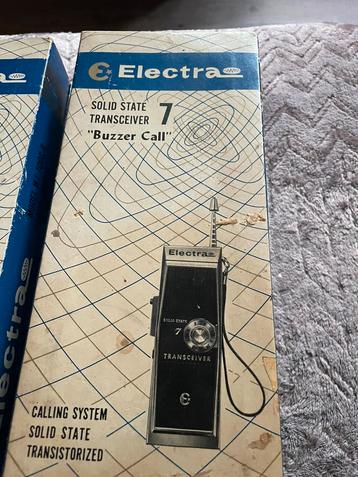 Electra
SOLID STATE 7
TRANSCEIVER
"Buzzer Call"
Electra
SOLID STATE
7
TRANSCEIVER
CALLING SYSTEM
SOLID STATE
TRANSISTORIZED
Electra